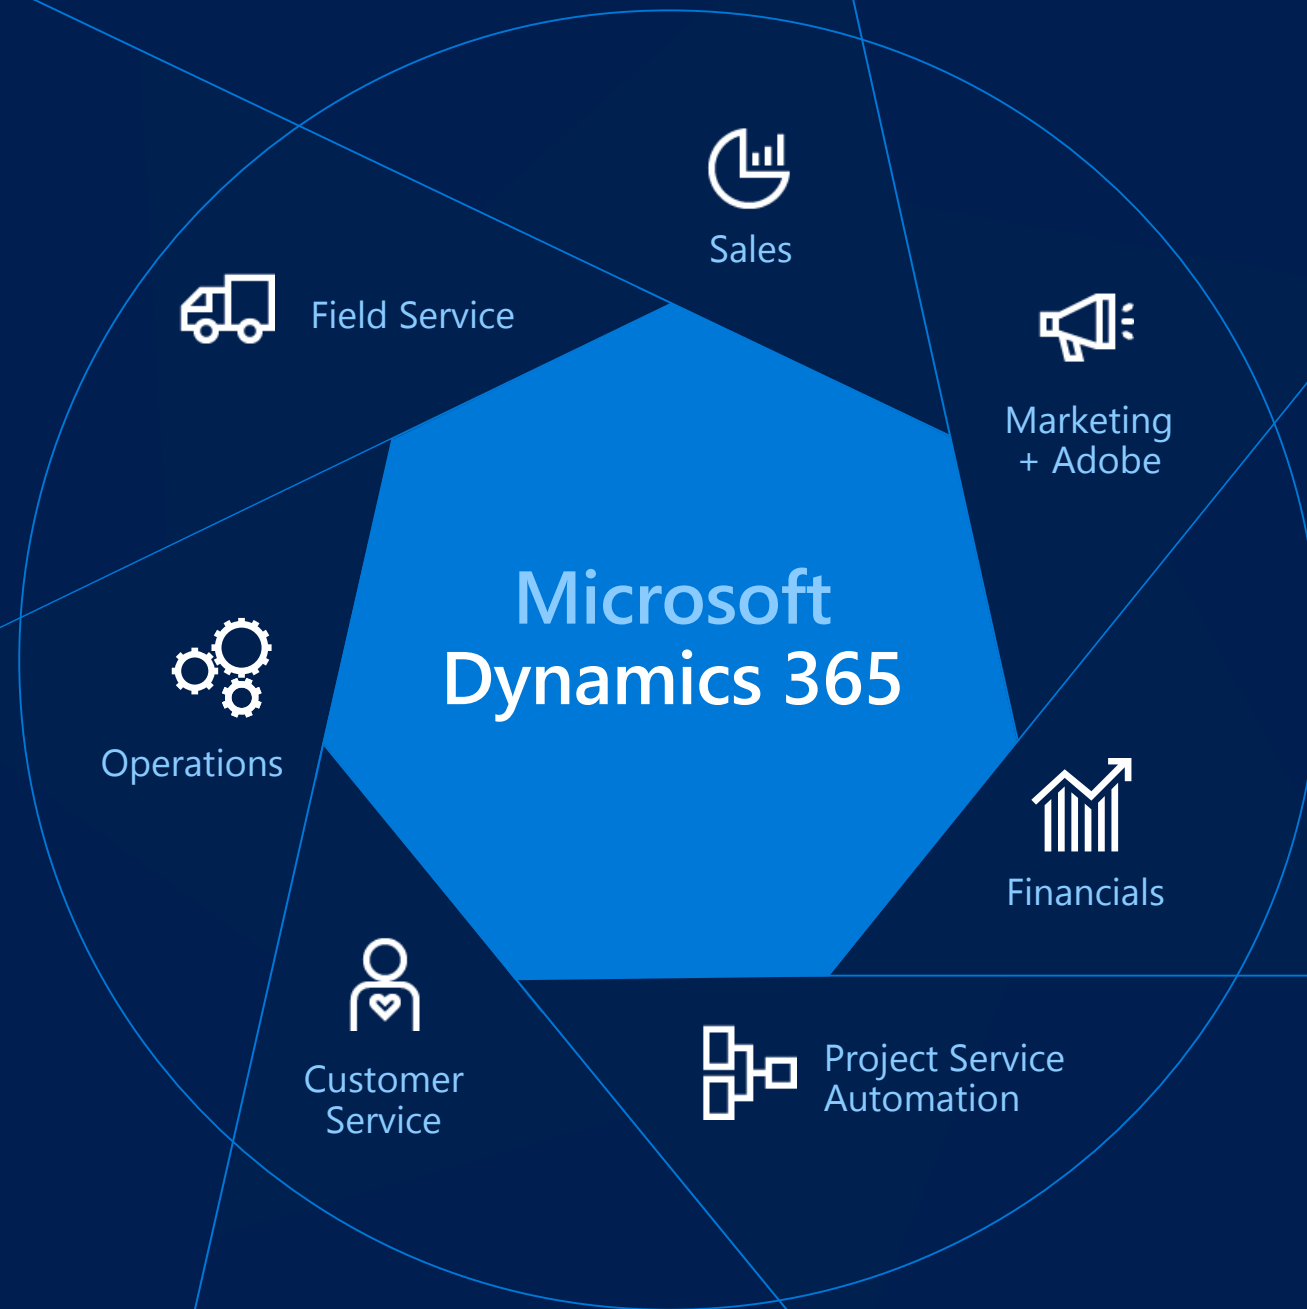 Sales
Field Service
Marketing
+ Adobe
Microsoft
Dynamics 365
Operations
Financials
Customer
Service
Project Service
Automation